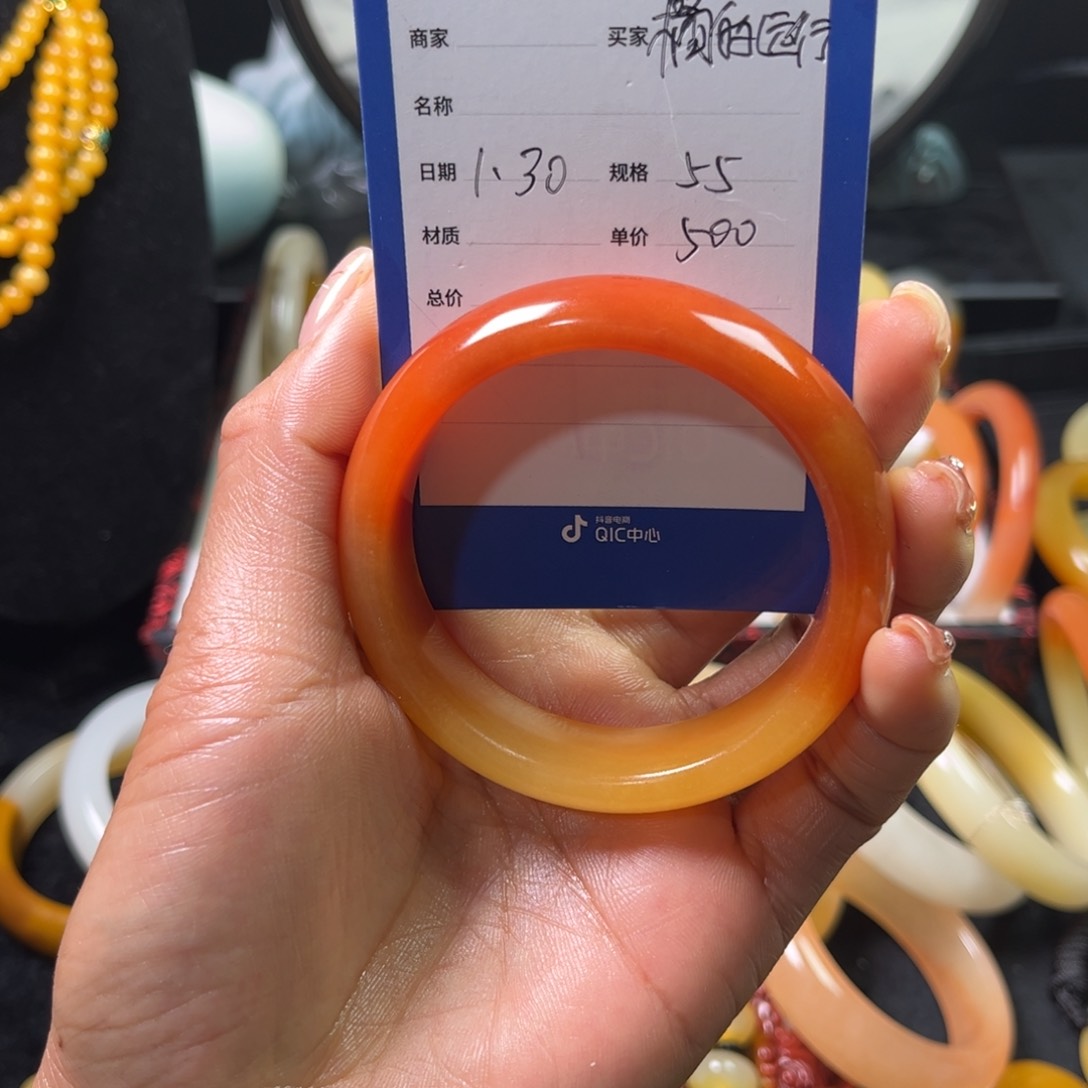 商家 买家
名称
日期 1.30 规格 55
材质 单价 500
总价
抖音电商
QIC中心